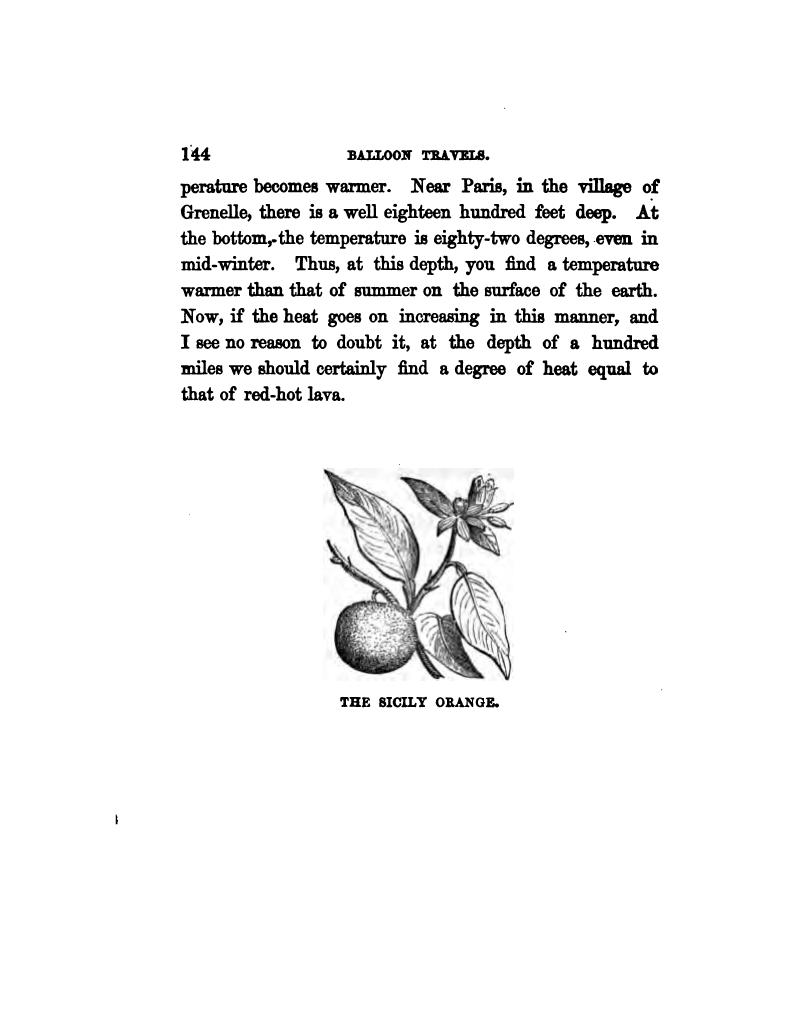 144 BALLOON TRAVELS.
perature becomes warmer. Near Paris, in the village of
Grenelle, there is a well eighteen hundred feet deep. At
the bottom, the temperature is eighty-two degrees, even in
mid-winter. Thus, at this depth, you find a temperature
warmer than that of summer on the surface of the earth.
Now, if the heat goes on increasing in this manner, and
I see no reason to doubt it, at the depth of a hundred
miles we should certainly find a degree of heat equal to
that of red-hot lava.
THE SICILY ORANGE.